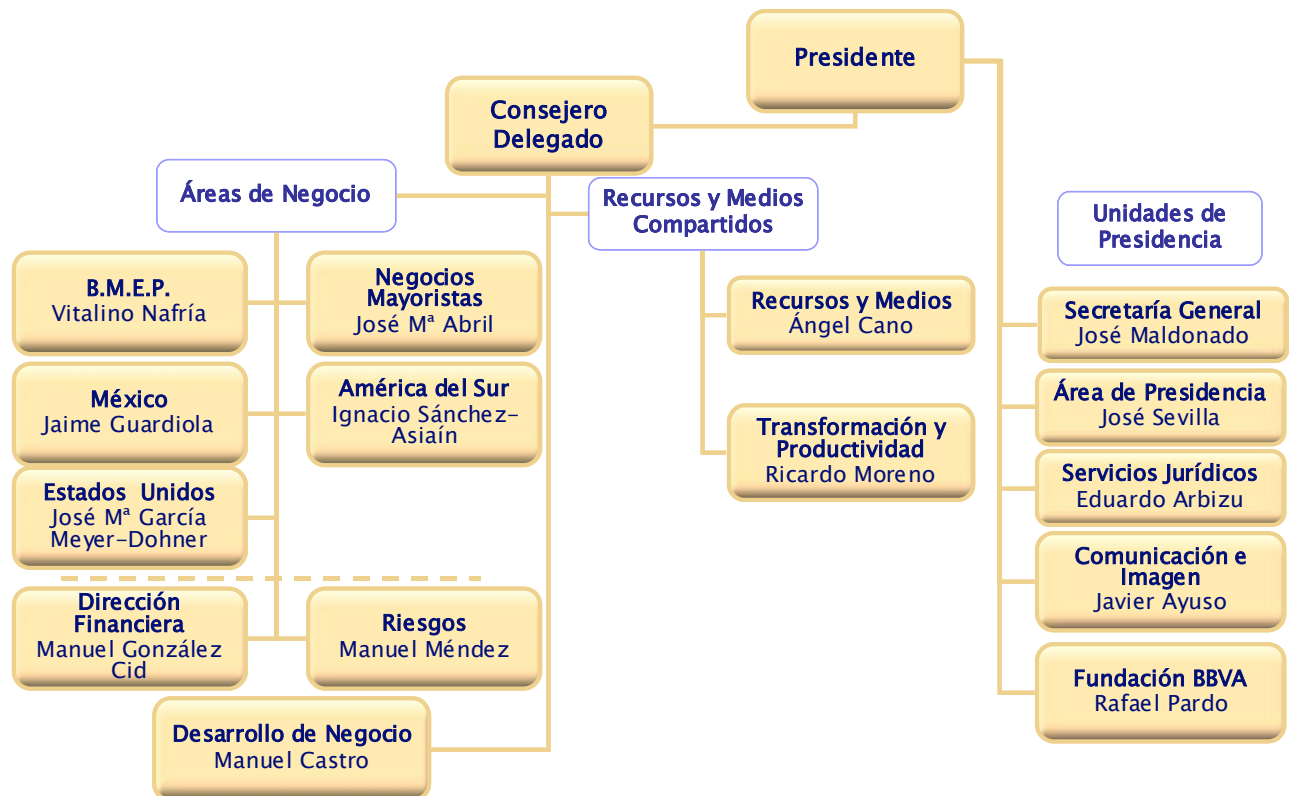 Presidente
Consejero
Delegado
Áreas de Negocio
Recursos y Medios
Compartidos
Unidades de
Presidencia
B.M.E.P.
Vitalino Nafría
Negocios
Mayoristas
José Mª Abril
México
Jaime Guardiola
América del Sur
Ignacio Sánchez-
Asiaín
Estados Unidos
José Mª García
Meyer-Dohner
Dirección
Financiera
Manuel González
Cid
Riesgos
Manuel Méndez
Desarrollo de Negocio
Manuel Castro
Recursos y Medios
Ángel Cano
Transformación y
Productividad
Ricardo Moreno
Secretaría General
José Maldonado
Área de Presidencia
José Sevilla
Servicios Jurídicos
Eduardo Arbizu
Comunicación e
Imagen
Javier Ayuso
Fundación BBVA
Rafael Pardo